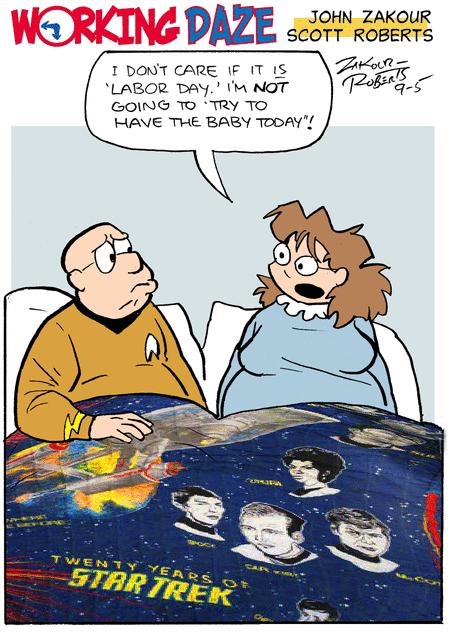 WORKING DAZE
JOHN ZAKOUR
SCOTT ROBERTS
ZAKOUR–
ROBERTS
9-5
I DON'T CARE IF IT IS
'LABOR DAY.' I'M NOT
GOING TO 'TRY TO
HAVE THE BABY TODAY"!
UHURA
SPOCK
TWENTY YEARS OF
STAR TREK